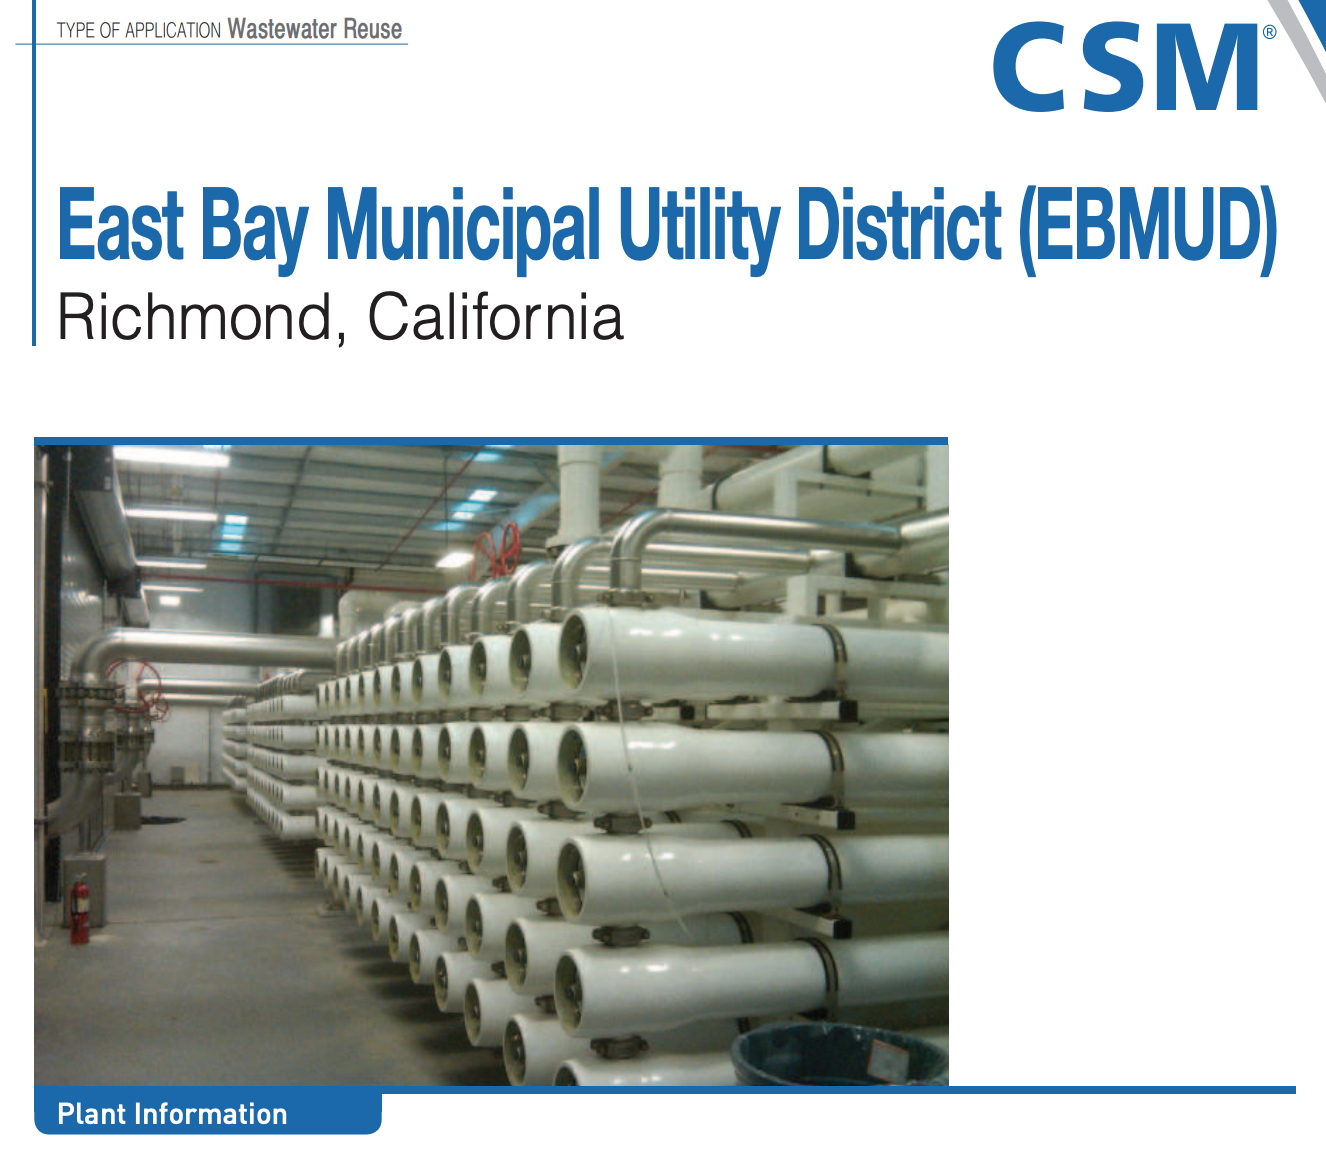 TYPE OF APPLICATION Wastewater Reuse
CSM®
East Bay Municipal Utility District (EBMUD)
Richmond, California
Plant Information